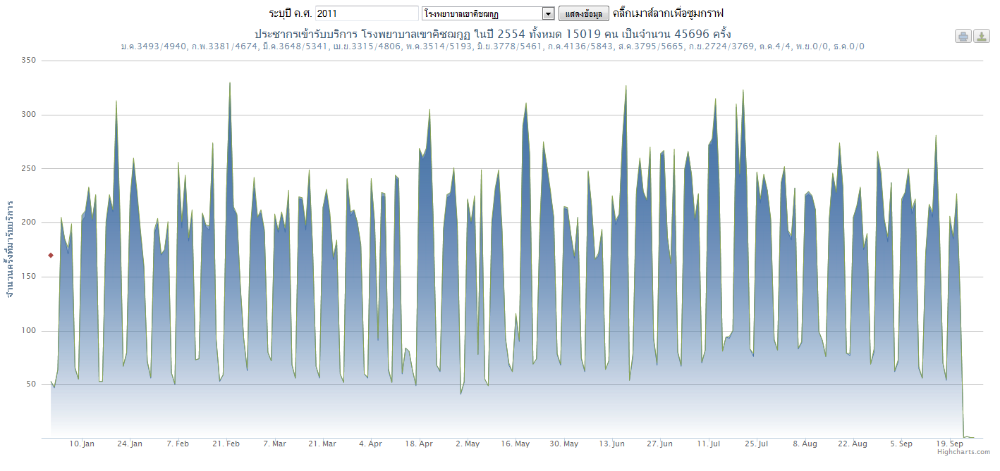 ระบุปี ค.ศ. 2011 โรงพยาบาลเขาคิชฌกูฏ แสดงข้อมูล คลิ๊กเมาส์ลากเพื่อซูมกราฟ
ประชากรเข้ารับบริการ โรงพยาบาลเขาคิชฌกูฏ ในปี 2554 ทั้งหมด 15019 คน เป็นจำนวน 45696 ครั้ง
ม.ค.3493/4940, ก.พ.3381/4674, มี.ค.3648/5341, เม.ย.3315/4806, พ.ค.3514/5193, มิ.ย.3778/5461, ก.ค.4136/5843, ส.ค.3795/5665, ก.ย.2724/3769, ต.ค.4/4, พ.ย.0/0, ธ.ค.0/0
จำนวนครั้งที่มารับบริการ
350
300
250
200
150
100
50
10. Jan 24. Jan 7. Feb 21. Feb 7. Mar 21. Mar 4. Apr 18. Apr 2. May 16. May 30. May 13. Jun 27. Jun 11. Jul 25. Jul 8. Aug 22. Aug 5. Sep 19. Sep
Highcharts.com